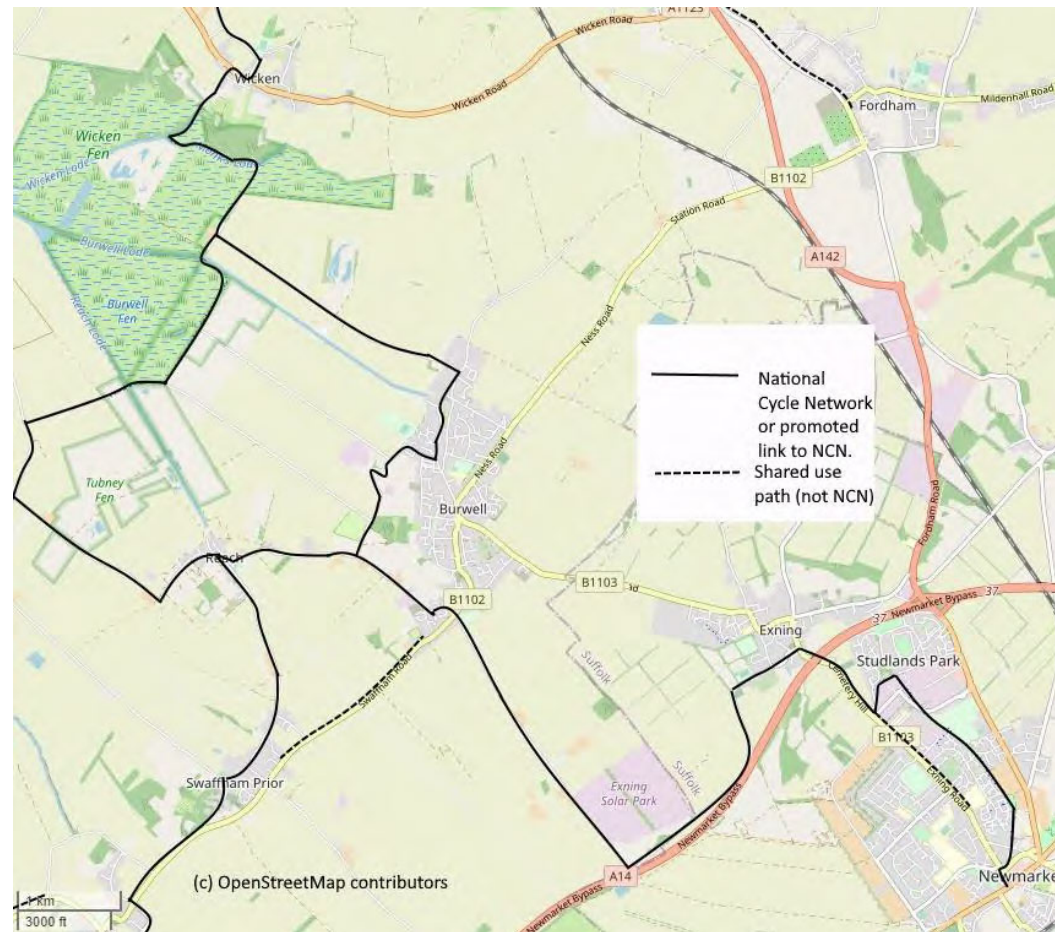 A1123
Wicken Road
Wicken
Fordham
Mildenhall Road
Wicken Road
Wicken
Fen
Wicken Lode
B1102
Station Road
Burwell Lode
A142
Reach Lode
Burwell
Fen
Ness Road
National
Cycle Network
or promoted
link to NCN.
Shared use
path (not NCN)
Ness Road
Tubney
Fen
Burwell
Fordham Road
Reach
B1103
B1102
37
Newmarket Bypass
37
Exning
Suffolk
Studlands Park
Swaffham Road
Cemetery Hill
B1103
Swaffham Prior
Exning
Solar Park
Suffolk
Exning Road
Newmarket Bypass
A14
Newmarket
(c) OpenStreetMap contributors
Newmarket Bypass
1 km
3000 ft